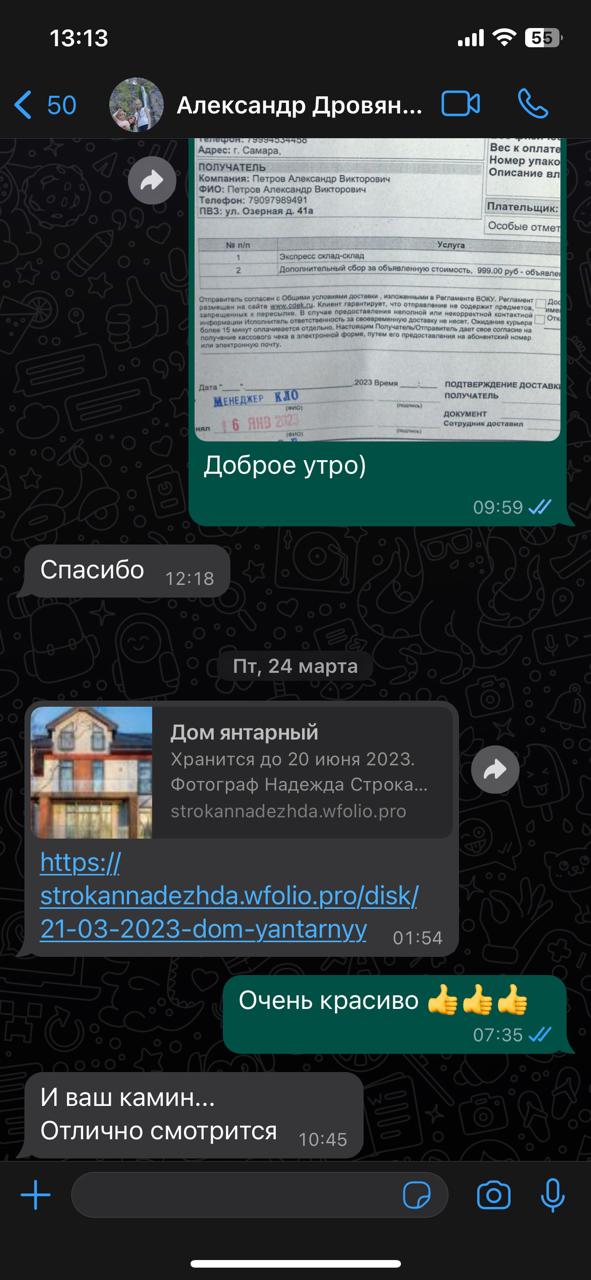 13:13
55
50
Александр Дровян...
Телефон: 79994534458
Адрес: г. Самара,
ПОЛУЧАТЕЛЬ
Компания: Петров Александр Викторович
ФИО: Петров Александр Викторович
Телефон: 79097989491
ПВЗ: ул. Озерная д. 41а
Вес к оплате
Номер упако
Описание вл
Плательщик:
Особые отмет
№ п/п Услуга
1 Экспресс склад-склад
2 Дополнительный сбор за объявленную стоимость, 999.00 руб - объявле
Отправитель согласен с Общими условиями доставки , изложенными в Регламенте ВОКУ. Регламент
размещен на сайте www.cdek.ru. Клиент гарантирует, что отправление не содержит предметов,
запрещенных к пересылке. В случае предоставления неполной или некорректной контактной
информации Исполнитель ответственность за своевременную доставку не несет. Ожидание курьера
более 15 минут оплачивается отдельно. Настоящим Получатель/Отправитель дает свое согласие на
получение кассового чека в электронной форме, путем его предоставления на абонентский номер
или электронную почту.
Дата "__"______.2023 Время ___:___
ПОДТВЕРЖДЕНИЕ ДОСТАВКИ
ПОЛУЧАТЕЛЬ
МЕНЕДЖЕР КЛО
(ФИО) (подпись)
ДОКУМЕНТ
Сотрудник доставил
нял 16 ЯНВ 2023
(ФИО) (подпись)
Доброе утро)
09:59
Спасибо
12:18
Пт, 24 марта
Дом янтарный
Хранится до 20 июня 2023.
Фотограф Надежда Строка...
strokannadezhda.wfolio.pro
https://
strokannadezhda.wfolio.pro/disk/
21-03-2023-dom-yantarnyy
01:54
Очень красиво 👍👍👍
07:35
И ваш камин...
Отлично смотрится
10:45